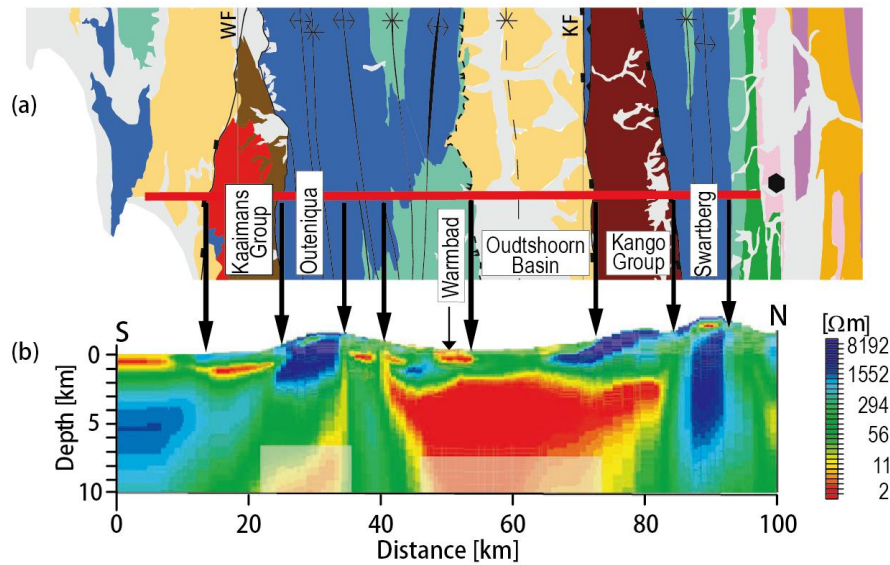 (a)
WF
KF
Kaaimans
Group
Outeniqua
Warmbad
Oudtshoorn
Basin
Kango
Group
Swartberg
(b)
S
N
[Ωm]
8192
1552
294
56
11
2
Depth [km]
0
5
10
0
20
40
60
80
100
Distance [km]